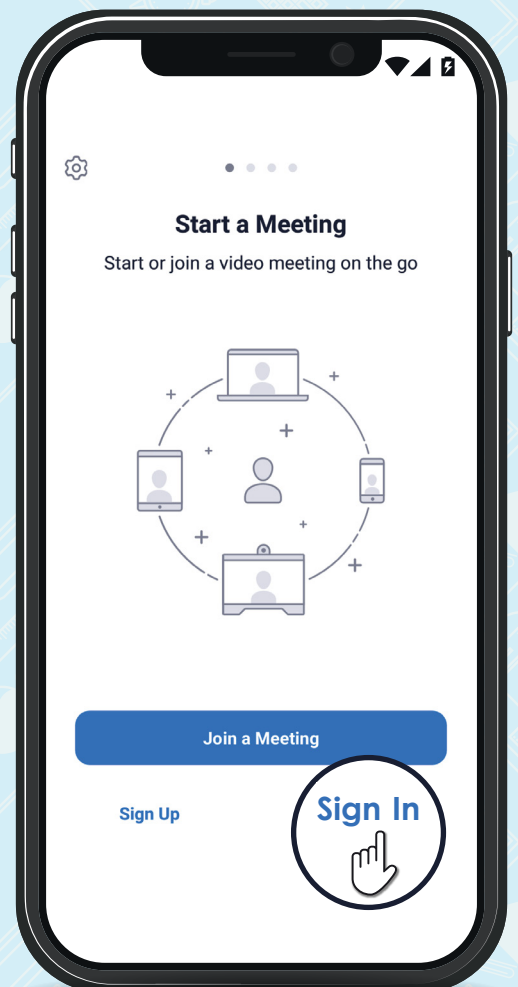 Start a Meeting
Start or join a video meeting on the go
Join a Meeting
Sign Up
Sign In